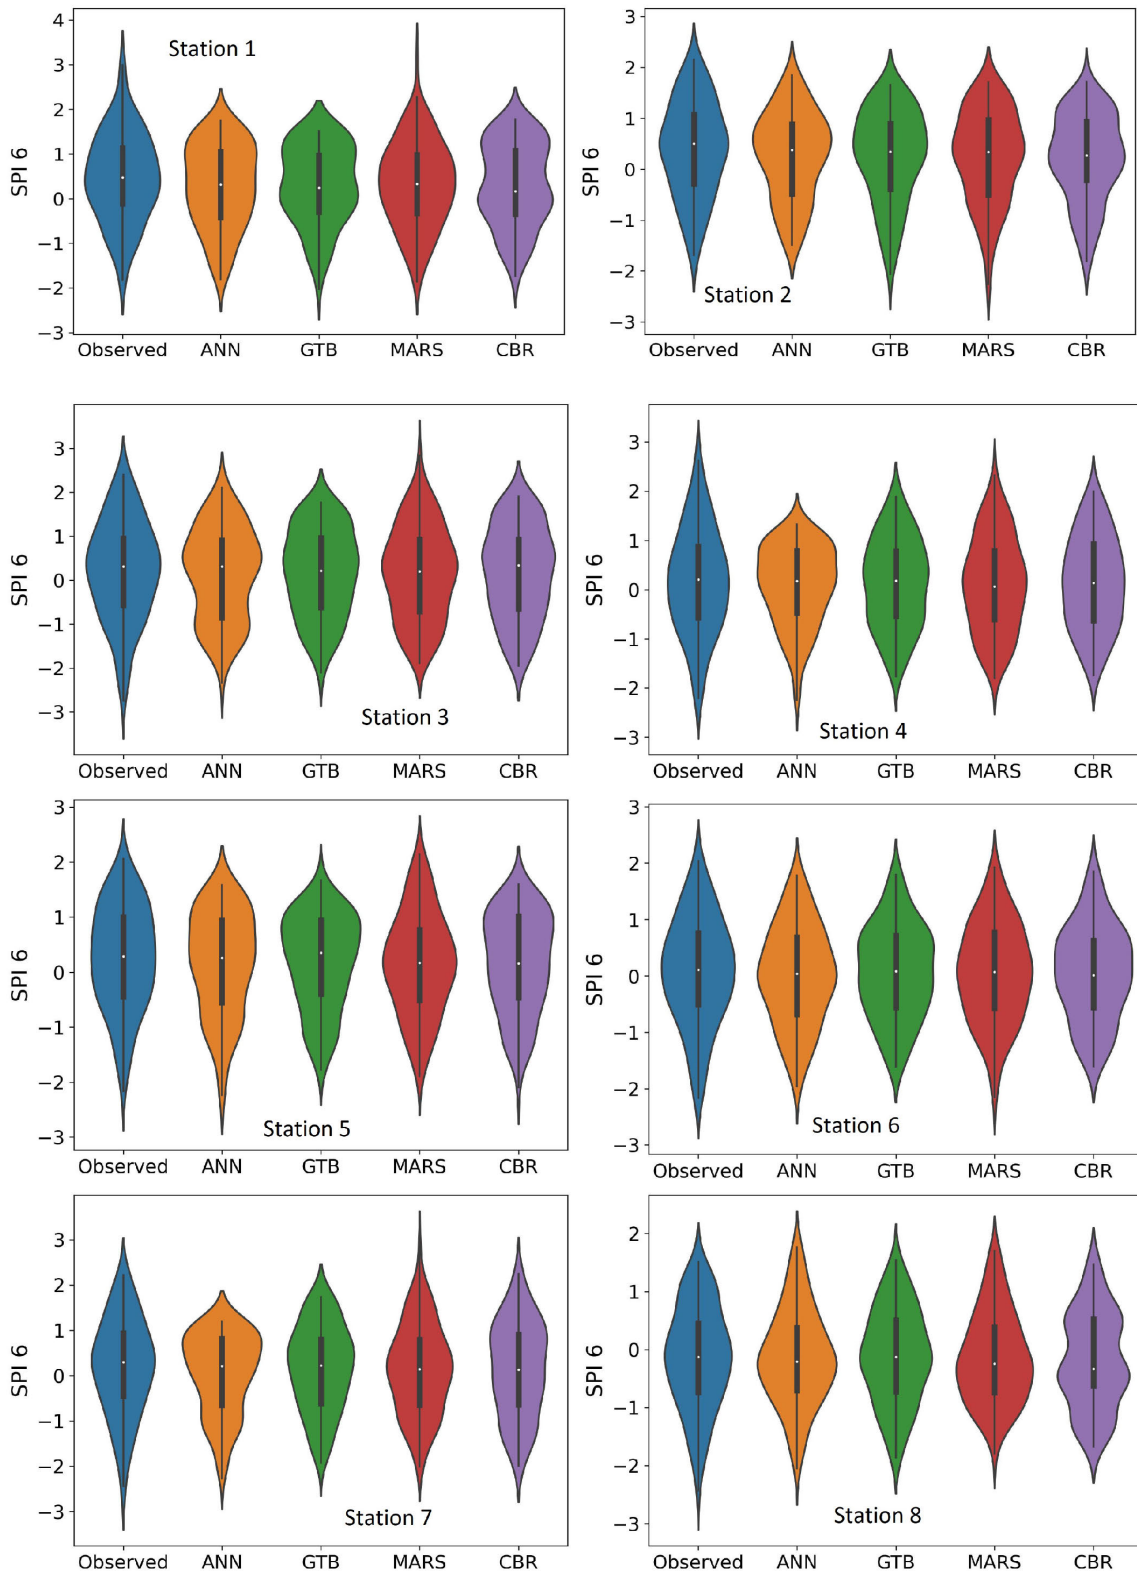 4
3
2
1
0
−1
−2
−3
SPI 6
Station 1
Observed ANN GTB MARS CBR
3
2
1
0
−1
−2
−3
SPI 6
Station 2
Observed ANN GTB MARS CBR
3
2
1
0
−1
−2
−3
SPI 6
Station 3
Observed ANN GTB MARS CBR
3
2
1
0
−1
−2
−3
SPI 6
Station 4
Observed ANN GTB MARS CBR
3
2
1
0
−1
−2
−3
SPI 6
Station 5
Observed ANN GTB MARS CBR
3
2
1
0
−1
−2
−3
SPI 6
Station 6
Observed ANN GTB MARS CBR
3
2
1
0
−1
−2
−3
SPI 6
Station 7
Observed ANN GTB MARS CBR
2
1
0
−1
−2
−3
SPI 6
Station 8
Observed ANN GTB MARS CBR